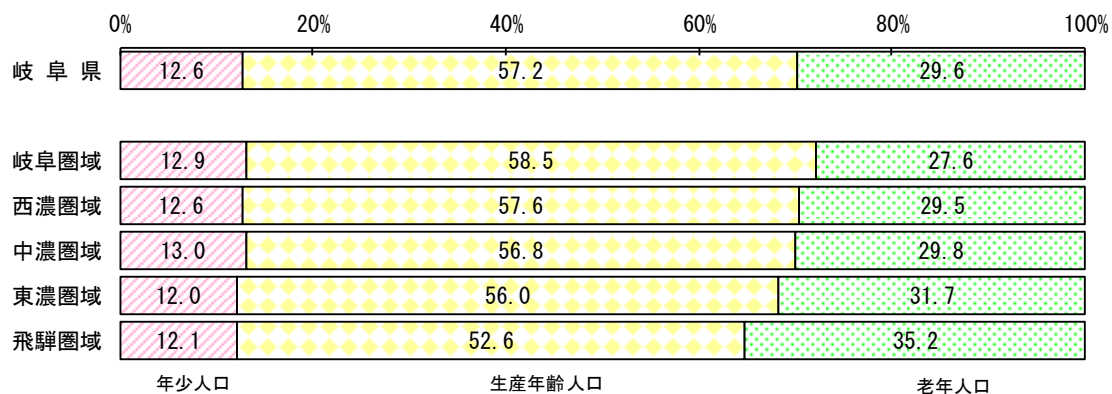 0% 20% 40% 60% 80% 100%
岐阜県 12.6 57.2 29.6
岐阜圏域 12.9 58.5 27.6
西濃圏域 12.6 57.6 29.5
中濃圏域 13.0 56.8 29.8
東濃圏域 12.0 56.0 31.7
飛騨圏域 12.1 52.6 35.2
年少人口 生産年齢人口 老年人口